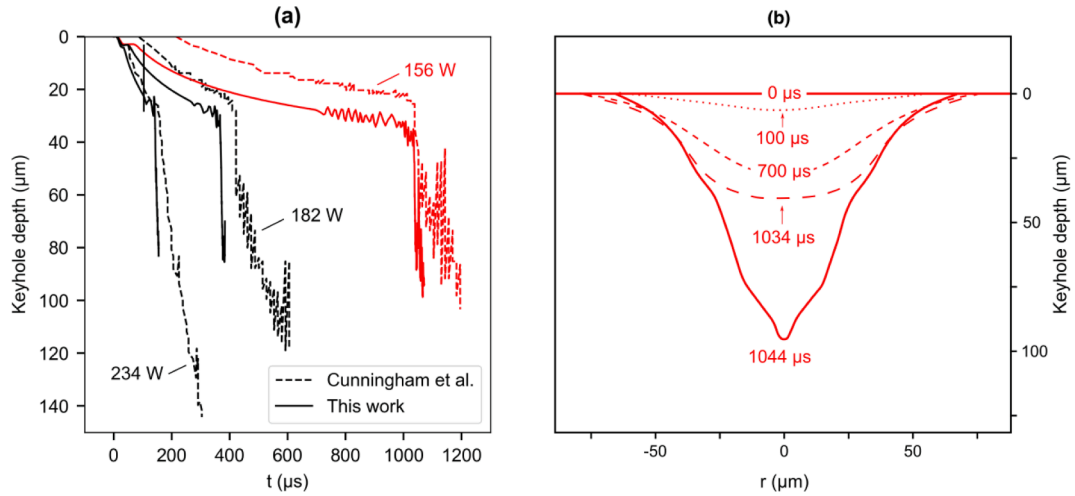 (a)
0
20
40
60
80
100
120
140
Keyhole depth (µm)
156 W
182 W
234 W
Cunningham et al.
This work
0 200 400 600 800 1000 1200
t (µs)
(b)
0 µs
100 µs
700 µs
1034 µs
1044 µs
0
50
100
Keyhole depth (µm)
-50 0 50
r (µm)